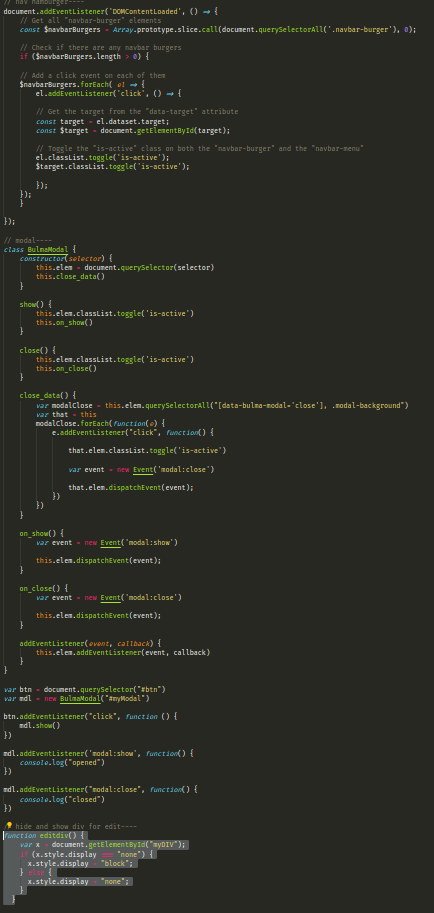 // nav hamburger----
document.addEventListener('DOMContentLoaded', () => {
// Get all "navbar-burger" elements
const $navbarBurgers = Array.prototype.slice.call(document.querySelectorAll('.navbar-burger'), 0);
// Check if there are any navbar burgers
if ($navbarBurgers.length > 0) {
// Add a click event on each of them
$navbarBurgers.forEach( el => {
el.addEventListener('click', () => {
// Get the target from the "data-target" attribute
const target = el.dataset.target;
const $target = document.getElementById(target);
// Toggle the "is-active" class on both the "navbar-burger" and the "navbar-menu"
el.classList.toggle('is-active');
$target.classList.toggle('is-active');
});
});
}
});
// modal----
class BulmaModal {
constructor(selector) {
this.elem = document.querySelector(selector)
this.close_data()
}
show() {
this.elem.classList.toggle('is-active')
this.on_show()
}
close() {
this.elem.classList.toggle('is-active')
this.on_close()
}
close_data() {
var modalClose = this.elem.querySelectorAll("[data-bulma-modal='close'], .modal-background")
var that = this
modalClose.forEach(function(e) {
e.addEventListener("click", function() {
that.elem.classList.toggle('is-active')
var event = new Event('modal:close')
that.elem.dispatchEvent(event);
})
})
}
on_show() {
var event = new Event('modal:show')
this.elem.dispatchEvent(event);
}
on_close() {
var event = new Event('modal:close')
this.elem.dispatchEvent(event);
}
addEventListener(event, callback) {
this.elem.addEventListener(event, callback)
}
}
var btn = document.querySelector("#btn")
var mdl = new BulmaModal("#myModal")
btn.addEventListener("click", function () {
mdl.show()
})
mdl.addEventListener('modal:show', function() {
console.log("opened")
})
mdl.addEventListener("modal:close", function() {
console.log("closed")
})
/ hide and show div for edit----
function editdiv() {
var x = document.getElementById("myDIV");
if (x.style.display === "none") {
x.style.display = "block";
} else {
x.style.display = "none";
}
}